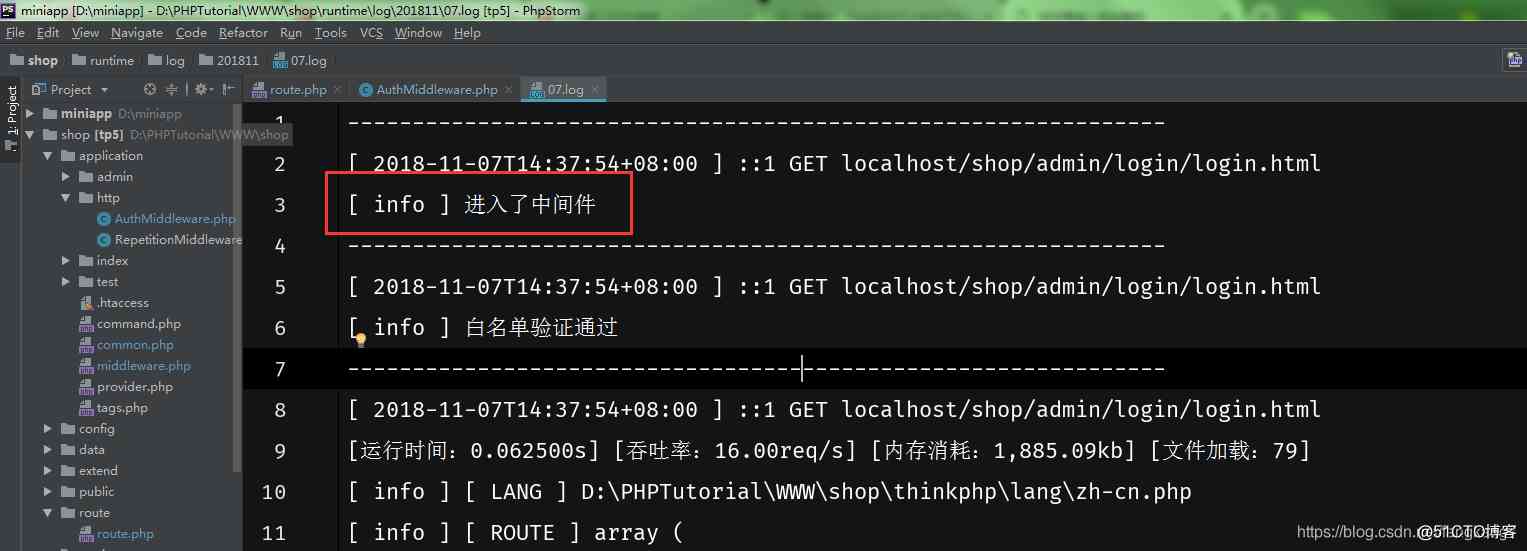 miniapp [D:\miniapp] - D:\PHPTutorial\WWW\shop\runtime\log\201811\07.log [tp5] - PhpStorm
File Edit View Navigate Code Refactor Run Tools VCS Window Help
shop runtime log 201811 07.log
1: Project
Project
route.php AuthMiddleware.php 07.log
miniapp D:\miniapp
shop [tp5] D:\PHPTutorial\WWW\shop
application
admin
http
AuthMiddleware.php
RepetitionMiddleware
index
test
.htaccess
command.php
common.php
middleware.php
provider.php
tags.php
config
data
extend
public
route
route.php
1 ---------------------------------------------------------------
2 [ 2018-11-07T14:37:54+08:00 ] ::1 GET localhost/shop/admin/login/login.html
3 [ info ] 进入了中间件
4 ---------------------------------------------------------------
5 [ 2018-11-07T14:37:54+08:00 ] ::1 GET localhost/shop/admin/login/login.html
6 [ info ] 白名单验证通过
7 ---------------------------------------------------------------
8 [ 2018-11-07T14:37:54+08:00 ] ::1 GET localhost/shop/admin/login/login.html
9 [运行时间：0.062500s] [吞吐率：16.00req/s] [内存消耗：1,885.09kb] [文件加载：79]
10 [ info ] [ LANG ] D:\PHPTutorial\WWW\shop\thinkphp\lang\zh-cn.php
11 [ info ] [ ROUTE ] array (
@51CTO博客